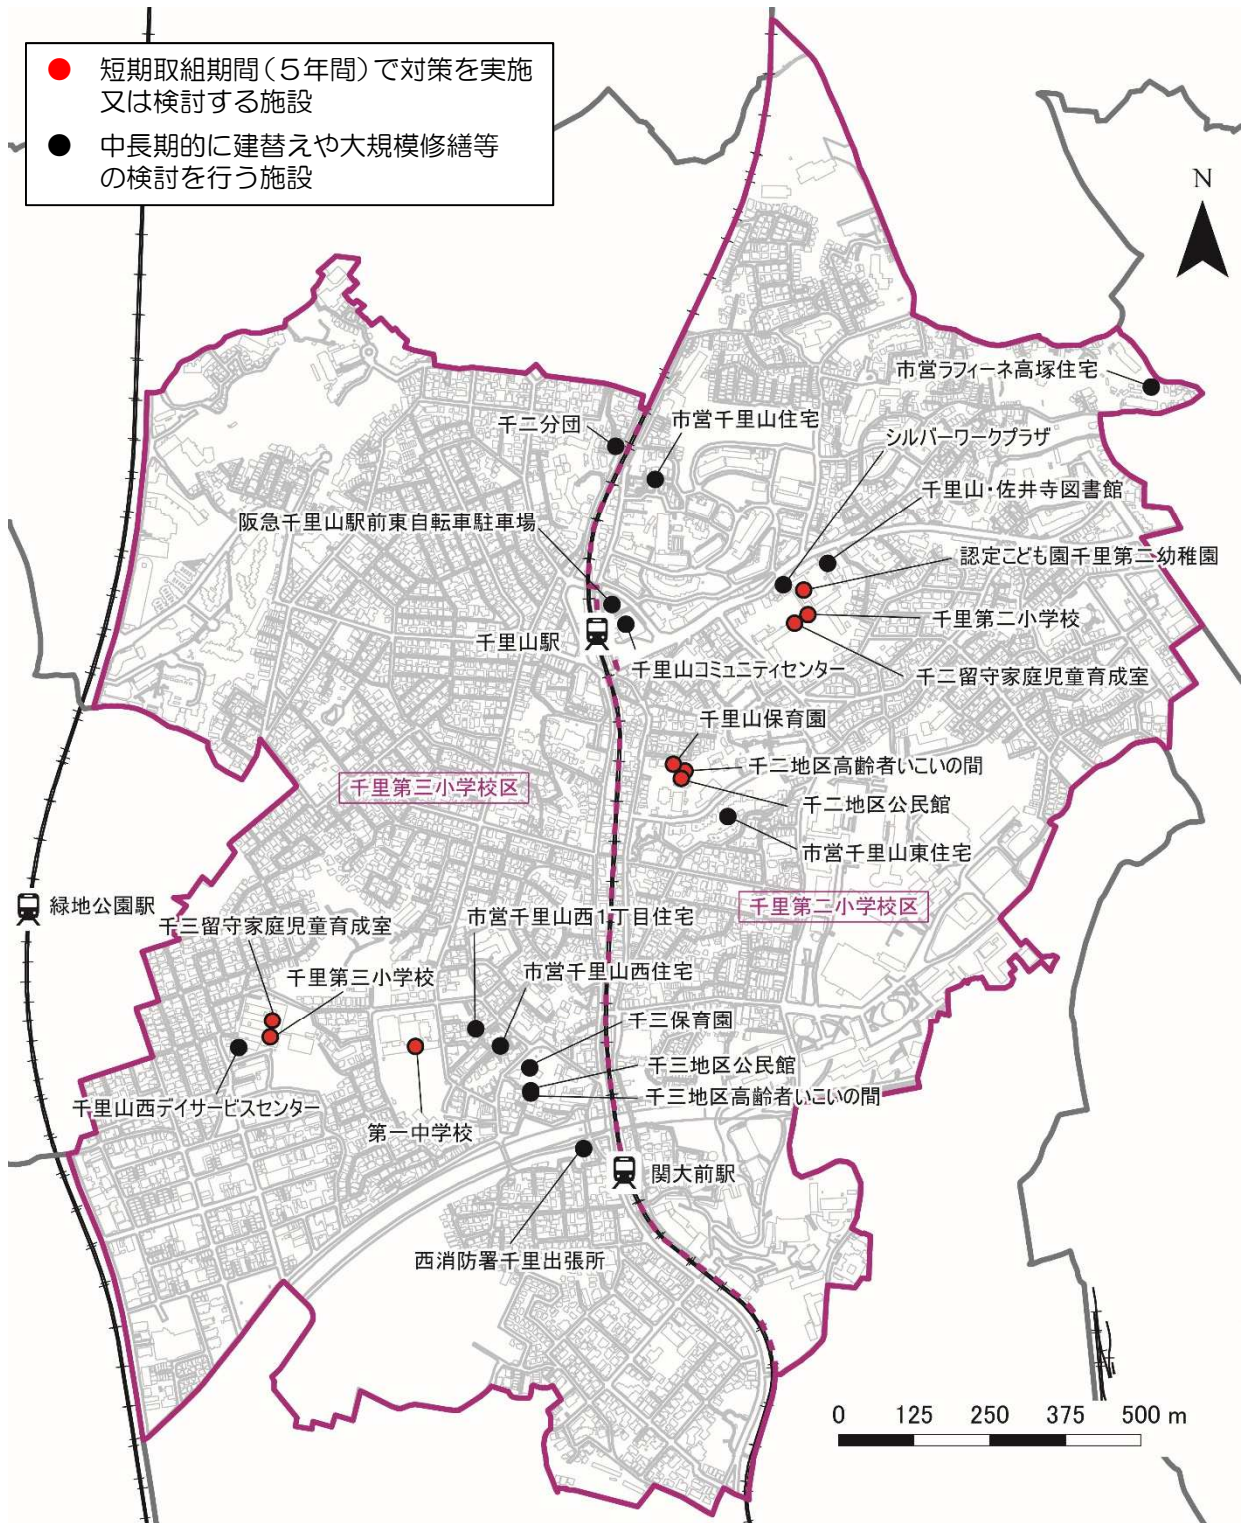 短期取組期間（５年間）で対策を実施
又は検討する施設
中長期的に建替えや大規模修繕等
の検討を行う施設
N
市営ラフィーネ高塚住宅
千二分団
市営千里山住宅
シルバーワークプラザ
千里山・佐井寺図書館
阪急千里山駅前東自転車駐車場
認定こども園千里第二幼稚園
千里第二小学校
千里山駅
千里山コミュニティセンター
千二留守家庭児童育成室
千里山保育園
千二地区高齢者いこいの間
千里第三小学校区
千二地区公民館
市営千里山東住宅
緑地公園駅
千里第二小学校区
市営千里山西１丁目住宅
千三留守家庭児童育成室
千里第三小学校
市営千里山西住宅
千三保育園
千三地区公民館
千三地区高齢者いこいの間
千里山西デイサービスセンター
第一中学校
関大前駅
西消防署千里出張所
0 125 250 375 500 m